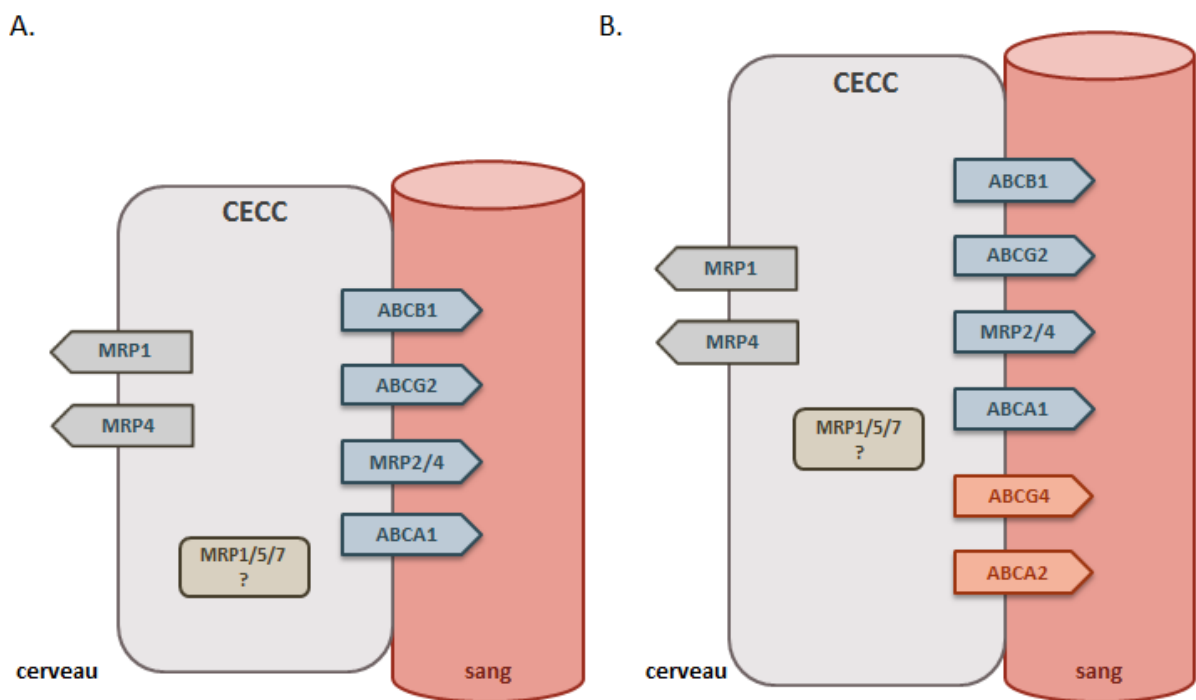 A.
CECC
MRP1
MRP4
ABCB1
ABCG2
MRP2/4
ABCA1
MRP1/5/7
?
cerveau
sang
B.
CECC
MRP1
MRP4
ABCB1
ABCG2
MRP2/4
ABCA1
MRP1/5/7
?
ABCG4
ABCA2
cerveau
sang